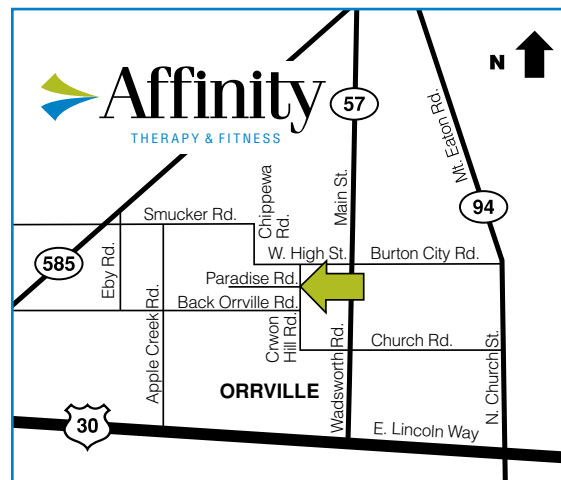 N
Affinity
THERAPY & FITNESS
57
Mt. Eaton Rd.
Chippewa
Rd.
Main St.
Smucker Rd.
94
585
Eby Rd.
W. High St.
Burton City Rd.
Paradise Rd.
Back Orrville Rd.
Apple Creek Rd.
Crwon
Hill Rd.
Wadsworth Rd.
Church Rd.
N. Church St.
ORRVILLE
30
E. Lincoln Way